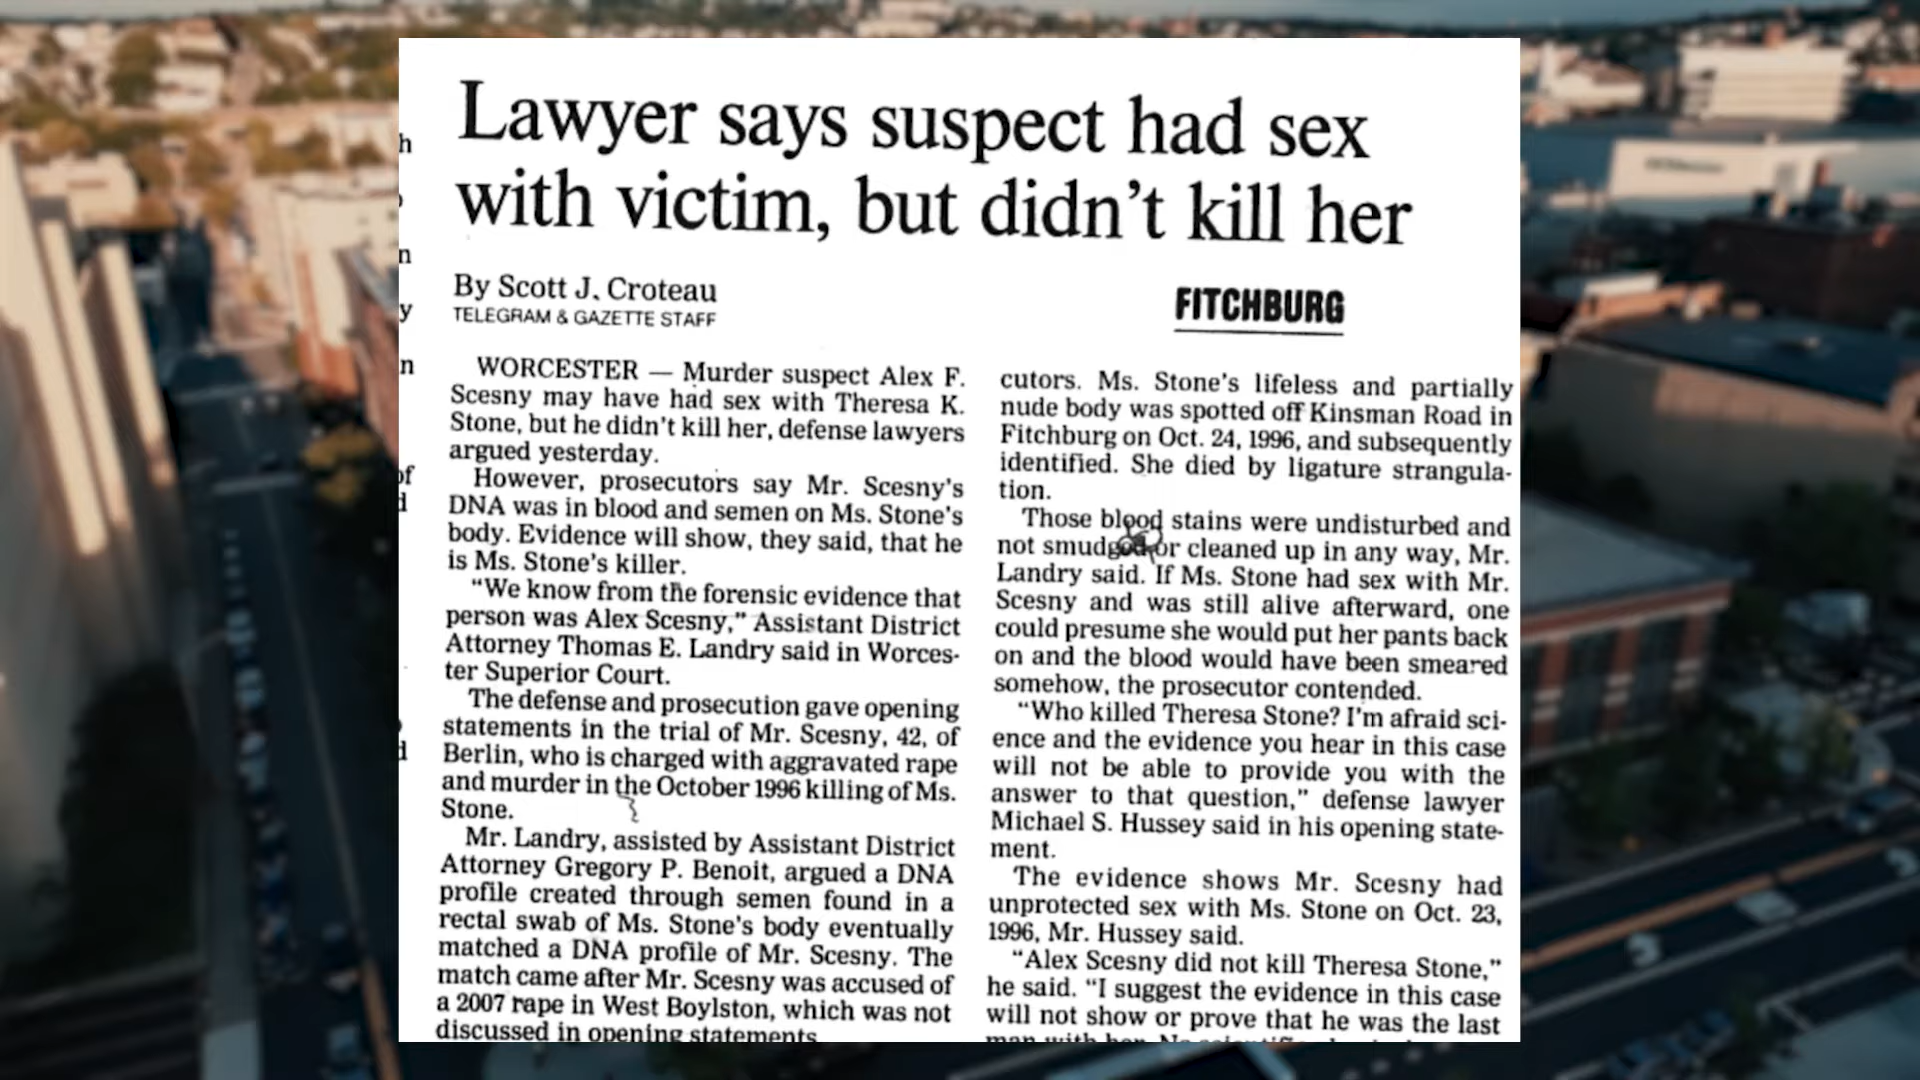 Lawyer says suspect had sex
with victim, but didn't kill her
By Scott J. Croteau
TELEGRAM & GAZETTE STAFF
FITCHBURG
WORCESTER — Murder suspect Alex F.
Scesny may have had sex with Theresa K.
Stone, but he didn't kill her, defense lawyers
argued yesterday.
However, prosecutors say Mr. Scesny's
DNA was in blood and semen on Ms. Stone's
body. Evidence will show, they said, that he
is Ms. Stone's killer.
"We know from the forensic evidence that
person was Alex Scesny," Assistant District
Attorney Thomas E. Landry said in Worces-
ter Superior Court.
The defense and prosecution gave opening
statements in the trial of Mr. Scesny, 42, of
Berlin, who is charged with aggravated rape
and murder in the October 1996 killing of Ms.
Stone.
Mr. Landry, assisted by Assistant District
Attorney Gregory P. Benoit, argued a DNA
profile created through semen found in a
rectal swab of Ms. Stone's body eventually
matched a DNA profile of Mr. Scesny. The
match came after Mr. Scesny was accused of
a 2007 rape in West Boylston, which was not
discussed in opening statements.
cutors. Ms. Stone's lifeless and partially
nude body was spotted off Kinsman Road in
Fitchburg on Oct. 24, 1996, and subsequently
identified. She died by ligature strangula-
tion.
Those blood stains were undisturbed and
not smudged or cleaned up in any way, Mr.
Landry said. If Ms. Stone had sex with Mr.
Scesny and was still alive afterward, one
could presume she would put her pants back
on and the blood would have been smeared
somehow, the prosecutor contended.
"Who killed Theresa Stone? I'm afraid sci-
ence and the evidence you hear in this case
will not be able to provide you with the
answer to that question," defense lawyer
Michael S. Hussey said in his opening state-
ment.
The evidence shows Mr. Scesny had
unprotected sex with Ms. Stone on Oct. 23,
1996, Mr. Hussey said.
"Alex Scesny did not kill Theresa Stone,"
he said. "I suggest the evidence in this case
will not show or prove that he was the last
man with her. No